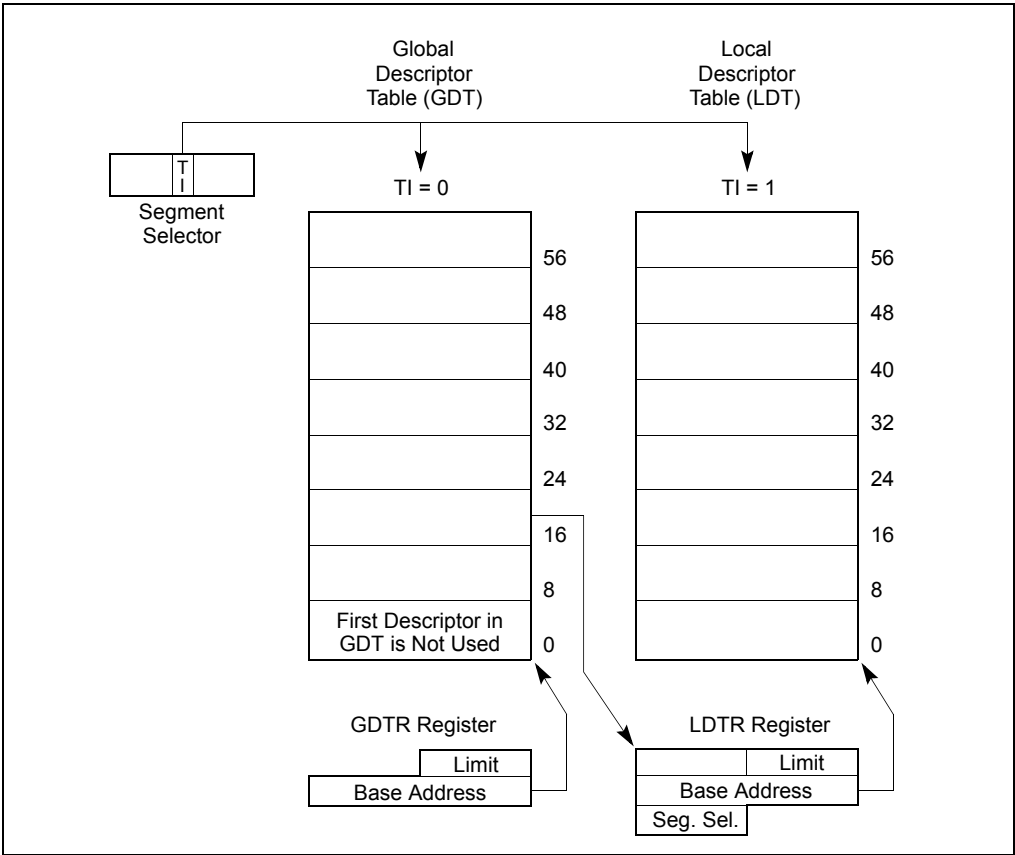 Global
Descriptor
Table (GDT)
Local
Descriptor
Table (LDT)
T
I
Segment
Selector
TI = 0
TI = 1
56
48
40
32
24
16
8
First Descriptor in
GDT is Not Used
0
56
48
40
32
24
16
8
0
GDTR Register
Limit
Base Address
LDTR Register
Limit
Base Address
Seg. Sel.